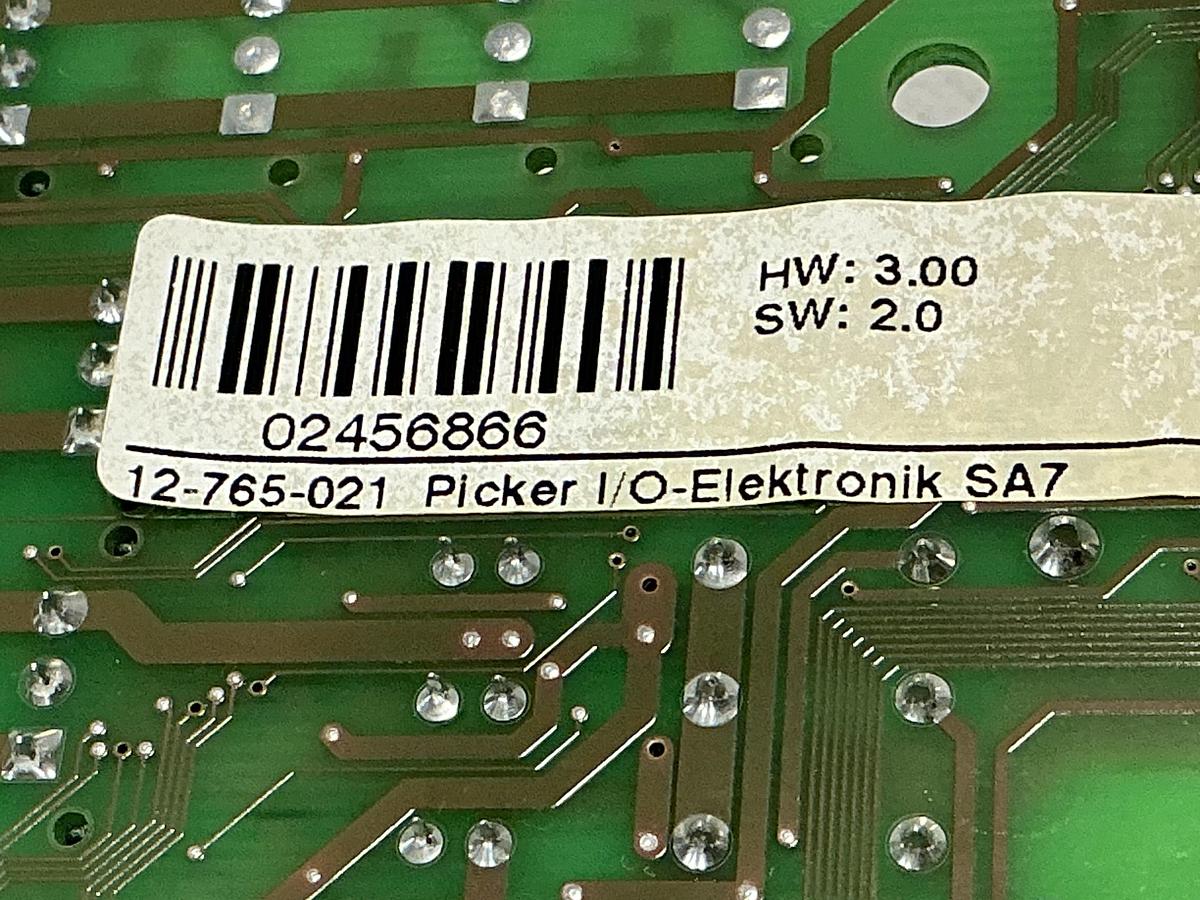 HW: 3.00
SW: 2.0
02456866
12-765-021 Picker I/O-Elektronik SA7